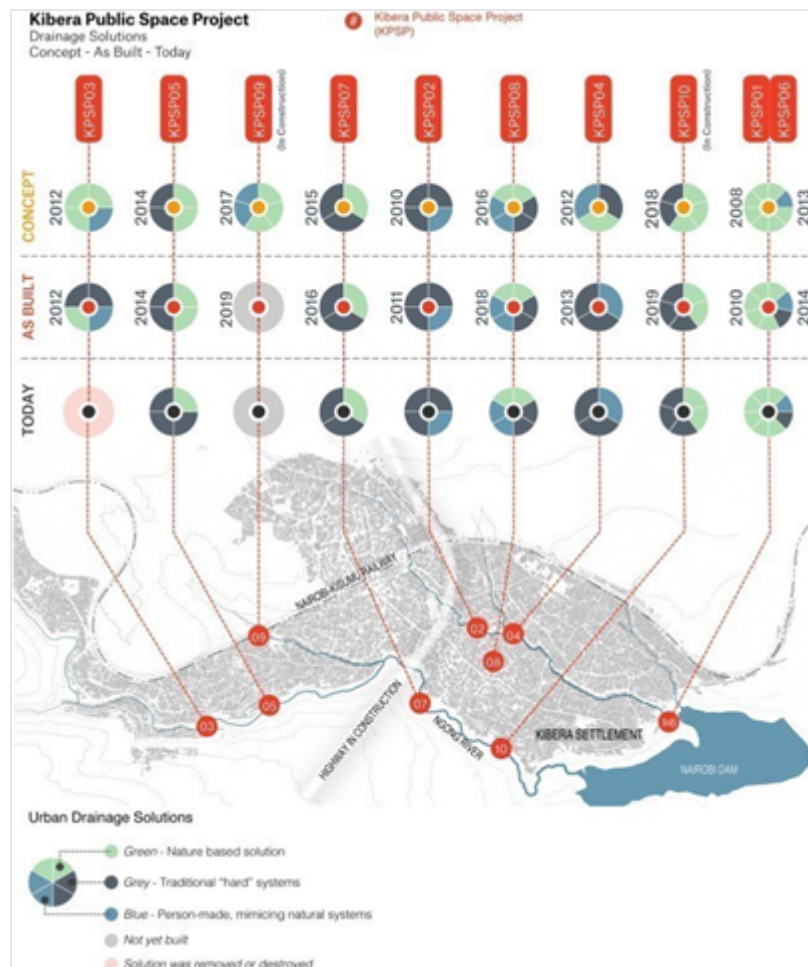 Kibera Public Space Project
Drainage Solutions
Concept - As Built - Today
# Kibera Public Space Project
(KPSP)
KPSP03
KPSP05
KPSP09
(In Construction)
KPSP07
KPSP02
KPSP08
KPSP04
KPSP10
(In Construction)
KPSP01
KPSP06
CONCEPT
2012
2014
2017
2015
2010
2016
2012
2018
2008
2013
AS BUILT
2012
2014
2019
2016
2011
2018
2013
2019
2010
2014
TODAY
NAIROBI-KISUMU RAILWAY
09
02
04
08
05
03
07
10
1+6
HIGHWAY IN CONSTRUCTION
NGONG RIVER
KIBERA SETTLEMENT
NAIROBI DAM
Urban Drainage Solutions
Green - Nature based solution
Grey - Traditional "hard" systems
Blue - Person-made, mimicing natural systems
Not yet built
Solution was removed or destroyed